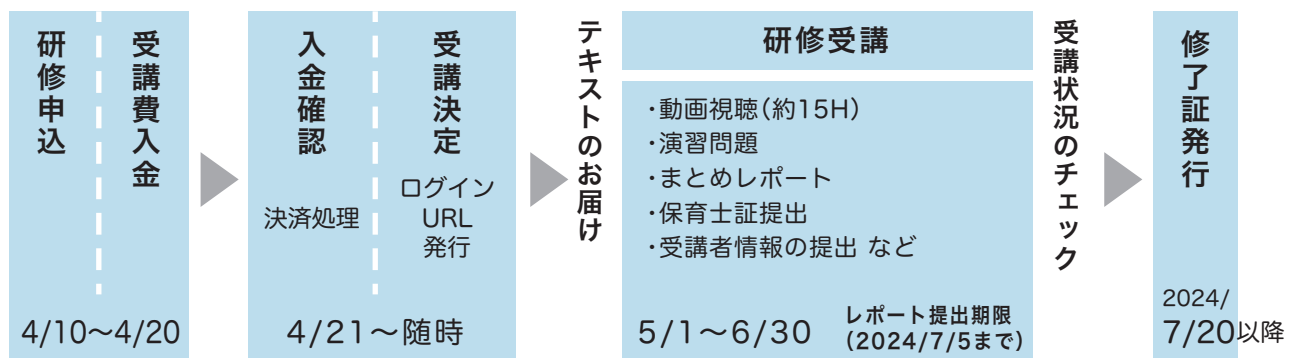 研修申込
受講費入金
4/10〜4/20
入金確認
決済処理
受講決定
ログイン
URL
発行
4/21〜随時
テキストのお届け
研修受講
・動画視聴(約15H)
・演習問題
・まとめレポート
・保育士証提出
・受講者情報の提出 など
5/1〜6/30
レポート提出期限
(2024/7/5まで)
受講状況のチェック
修了証発行
2024/
7/20以降